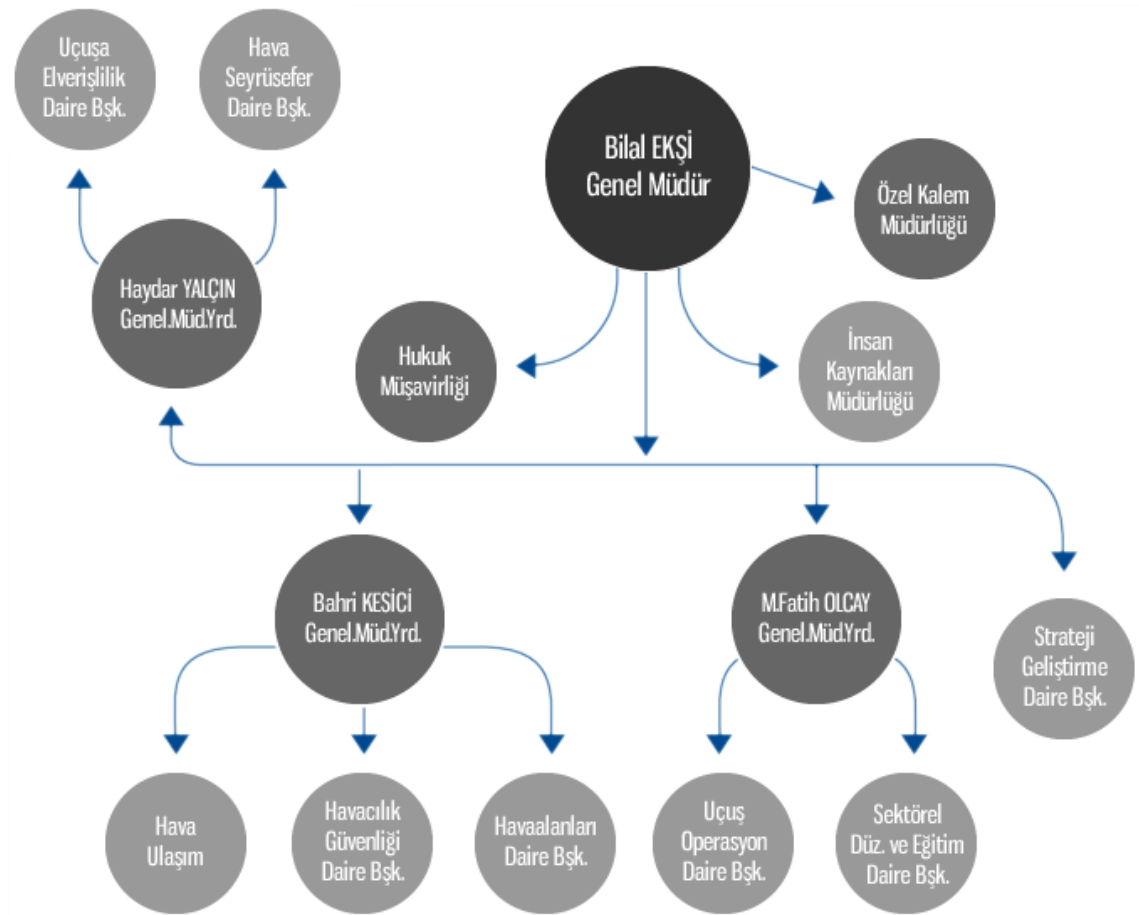 Uçuşa
Elverişlilik
Daire Bşk.
Hava
Seyrüsefer
Daire Bşk.
Bilal EKŞİ
Genel Müdür
Özel Kalem
Müdürlüğü
Haydar YALÇIN
Genel.Müd.Yrd.
Hukuk
Müşavirliği
İnsan
Kaynakları
Müdürlüğü
Bahri KESİCİ
Genel.Müd.Yrd.
M.Fatih OLCAY
Genel.Müd.Yrd.
Strateji
Geliştirme
Daire Bşk.
Hava
Ulaşım
Havacılık
Güvenliği
Daire Bşk.
Havaalanları
Daire Bşk.
Uçuş
Operasyon
Daire Bşk.
Sektörel
Düz. ve Eğitim
Daire Bşk.